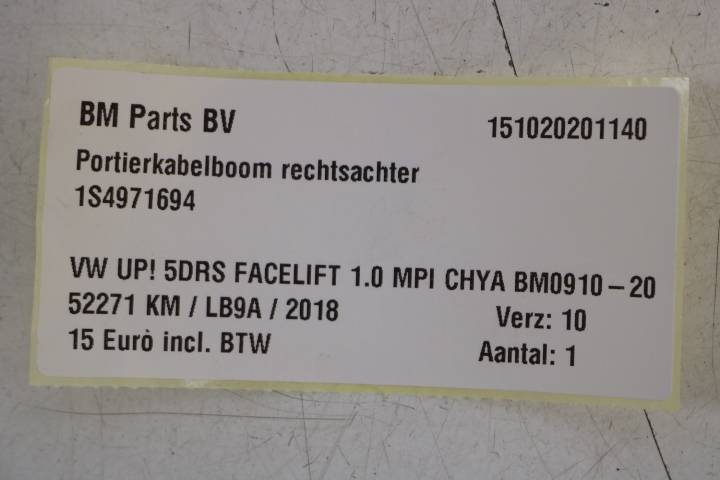 BM Parts BV 151020201140
Portierkabelboom rechtsachter
1S4971694
VW UP! 5DRS FACELIFT 1.0 MPI CHYA BM0910-20
52271 KM / LB9A / 2018 Verz: 10
15 Eurò incl. BTW Aantal: 1